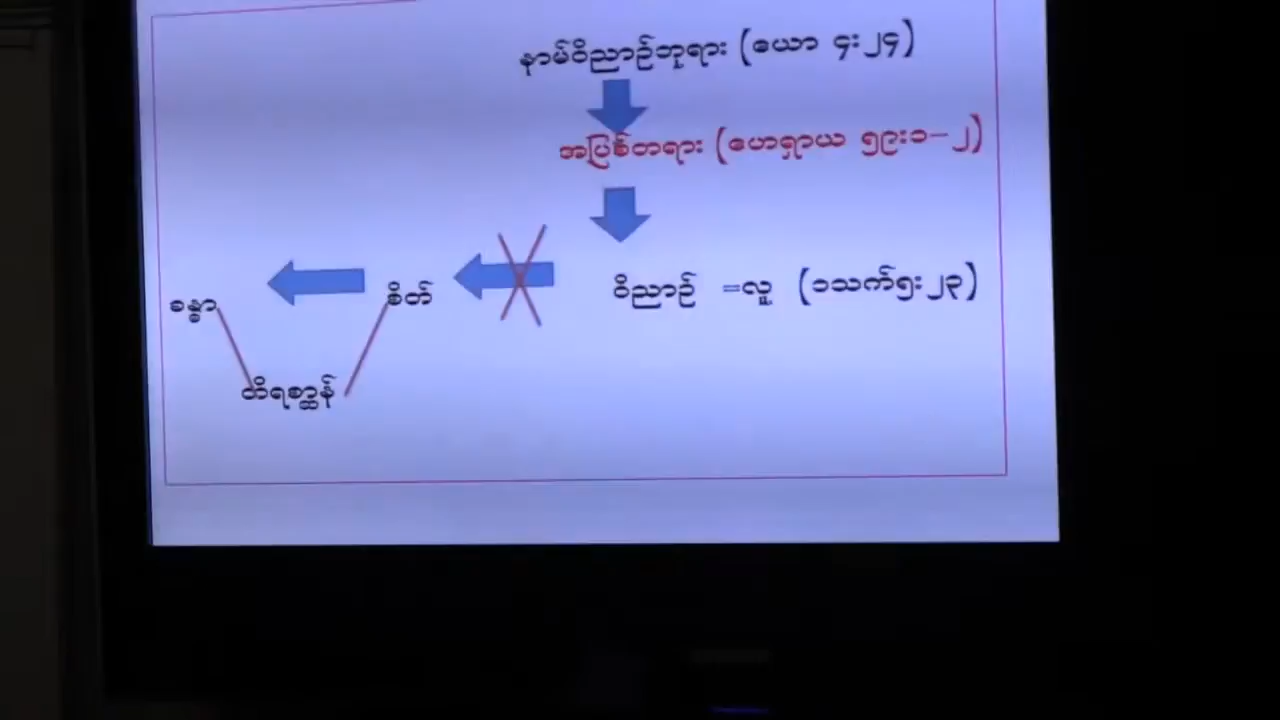 နာမ်ဝိညာဉ်ဘုရား (ယော ၄း၂၄)
အပြစ်တရား (ဟေရှာယ ၅၉း၁-၂)
ခန္ဓာ စိတ် ဝိညာဉ် =လူ (၁သက်၅း၂၃)
တိရစ္ဆာန်